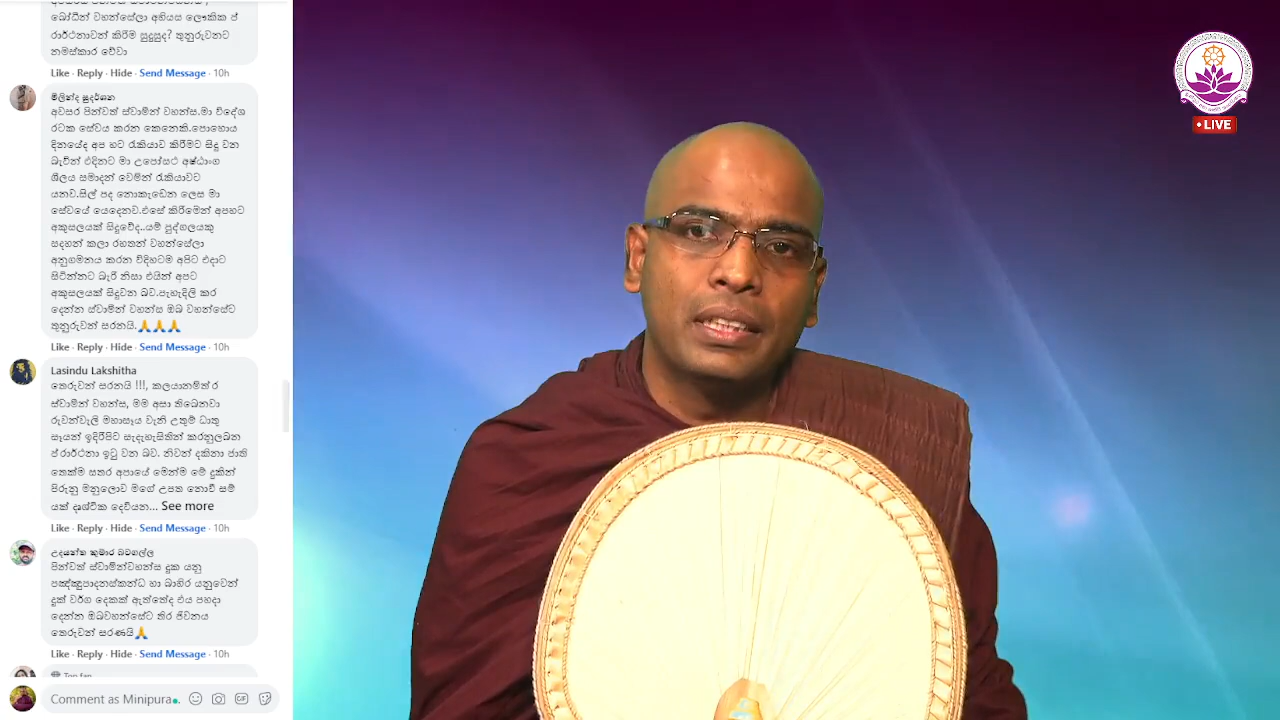 බෝධීන් වහන්සේලා අභියස ලෞකික ප්
රාර්ථනාවන් කිරීම සුදුසුද? තුනුරුවනට
නමස්කාර වේවා
Like · Reply · Hide · Send Message · 10h
මිලින්ද සුදර්ශන
අවසර පින්වත් ස්වාමීන් වහන්ස.මා විදේශ
රටක සේවය කරන කෙනෙකි.පොහොය
දිනයේද අප හට රැකියාව කිරීමට සිදු වන
බැවින් එදිනට මා උපෝසථ අෂ්ඨාංග
ශීලය සමාදන් වෙමින් රැකියාවට
යනව.සිල් පද නොකැඩෙන ලෙස මා
සේවයේ යෙදෙනව.එසේ කිරීමෙන් අපහට
අකුසලයක් සිදුවේද..යම් පුද්ගලයකු
සඳහන් කලා රහතන් වහන්සේලා
අනුගමනය කරන විදිහටම අපිට එදාට
සිටින්නට බැරි නිසා එයින් අපට
අකුසලයක් සිදුවන බව.පැහැදිලි කර
දෙන්න ස්වාමීන් වහන්ස ඔබ වහන්සේට
තුනුරුවන් සරනයි.🙏🙏🙏
Like · Reply · Hide · Send Message · 10h
Lasindu Lakshitha
තෙරුවන් සරනයි !!!, කලයානමිත් ර
ස්වාමීන් වහන්ස, මම අසා තිබෙනවා
රුවන්වැලි මහාසෑය වැනි උතුම් ධාතු
සෑයන් ඉදිරිපිට සැදැහැසිතින් කරනුලබන
ප් රාර්ථනා ඉටු වන බව. නිවන් දකිනා ජාති
තෙක්ම සතර අපායේ මෙන්ම මේ දුකින්
පිරුනු මනුලොව මගේ උපත නොවී සම්
යක් දෘශ්ටික දෙවියන... See more
Like · Reply · Hide · Send Message · 10h
උදයන්ත කුමාර බටගල්ල
පින්වත් ස්වාමින්වහන්ස දුක යනු
පඤ්චුපාදානස්කන්ධ හා බාහිර යනුවෙන්
දුක් වර්ග දෙකක් ඇත්තේද එය පහදා
දෙන්න ඔබවහන්සේට තිර ජීවනය
තෙරුවන් සරණයි🙏
Like · Reply · Hide · Send Message · 10h
Top fan
Comment as Minipura
GIF
• LIVE